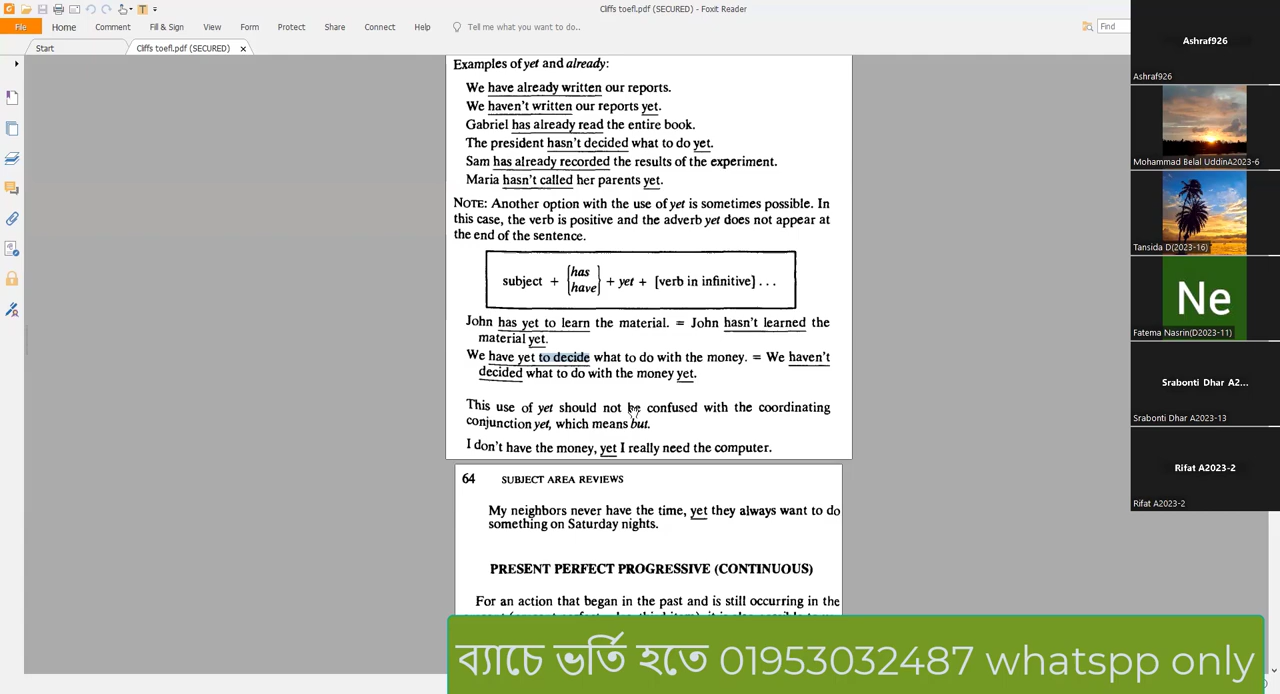 Cliffs toefl.pdf (SECURED) - Foxit Reader
File Home Comment Fill & Sign View Form Protect Share Connect Help Tell me what you want to do.. Find
Start Cliffs toefl.pdf (SECURED)
Examples of yet and already:
We have already written our reports.
We haven't written our reports yet.
Gabriel has already read the entire book.
The president hasn't decided what to do yet.
Sam has already recorded the results of the experiment.
Maria hasn't called her parents yet.
NOTE: Another option with the use of yet is sometimes possible. In
this case, the verb is positive and the adverb yet does not appear at
the end of the sentence.
subject + {has have} + yet + [verb in infinitive] . . .
John has yet to learn the material. = John hasn't learned the
material yet.
We have yet to decide what to do with the money. = We haven't
decided what to do with the money yet.
This use of yet should not be confused with the coordinating
conjunction yet, which means but.
I don't have the money, yet I really need the computer.
64 SUBJECT AREA REVIEWS
My neighbors never have the time, yet they always want to do
something on Saturday nights.
PRESENT PERFECT PROGRESSIVE (CONTINUOUS)
For an action that began in the past and is still occurring in the
ব্যাচে ভর্তি হতে 01953032487 whatspp only
Ashraf926
Ashraf926
Mohammad Belal UddinA2023-6
Tansida D(2023-16)
Ne
Fatema Nasrin(D2023-11)
Srabonti Dhar A2...
Srabonti Dhar A2023-13
Rifat A2023-2
Rifat A2023-2